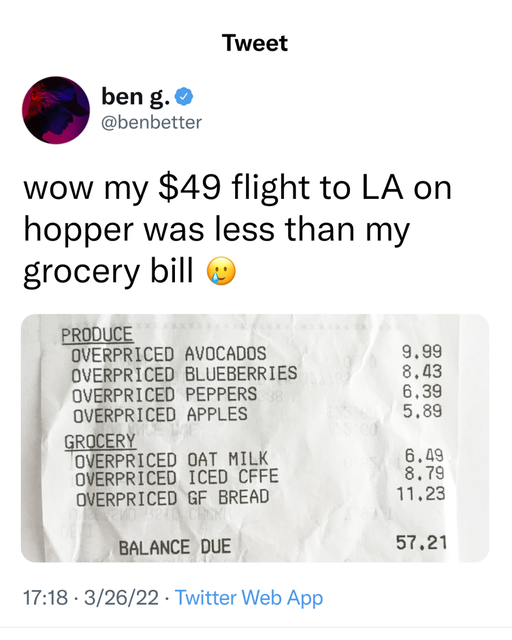 Tweet
ben g.
@benbetter
wow my $49 flight to LA on
hopper was less than my
grocery bill 🥲
PRODUCE
OVERPRICED AVOCADOS 9.99
OVERPRICED BLUEBERRIES 8.43
OVERPRICED PEPPERS 6.39
OVERPRICED APPLES 5.89
GROCERY
OVERPRICED OAT MILK 6.49
OVERPRICED ICED CFFE 8.79
OVERPRICED GF BREAD 11.23
BALANCE DUE 57.21
17:18 · 3/26/22 · Twitter Web App